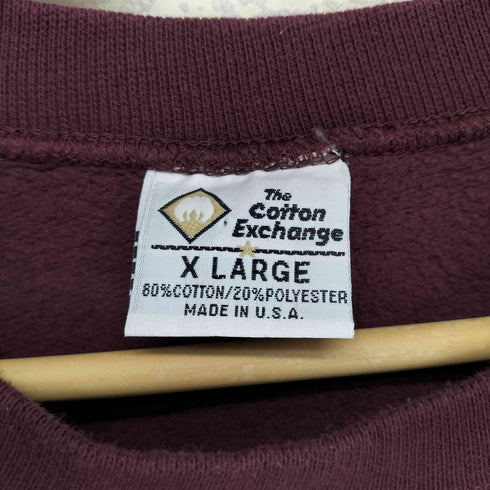 The
Cotton
Exchange
X LARGE
80%COTTON/20%POLYESTER
MADE IN U.S.A.